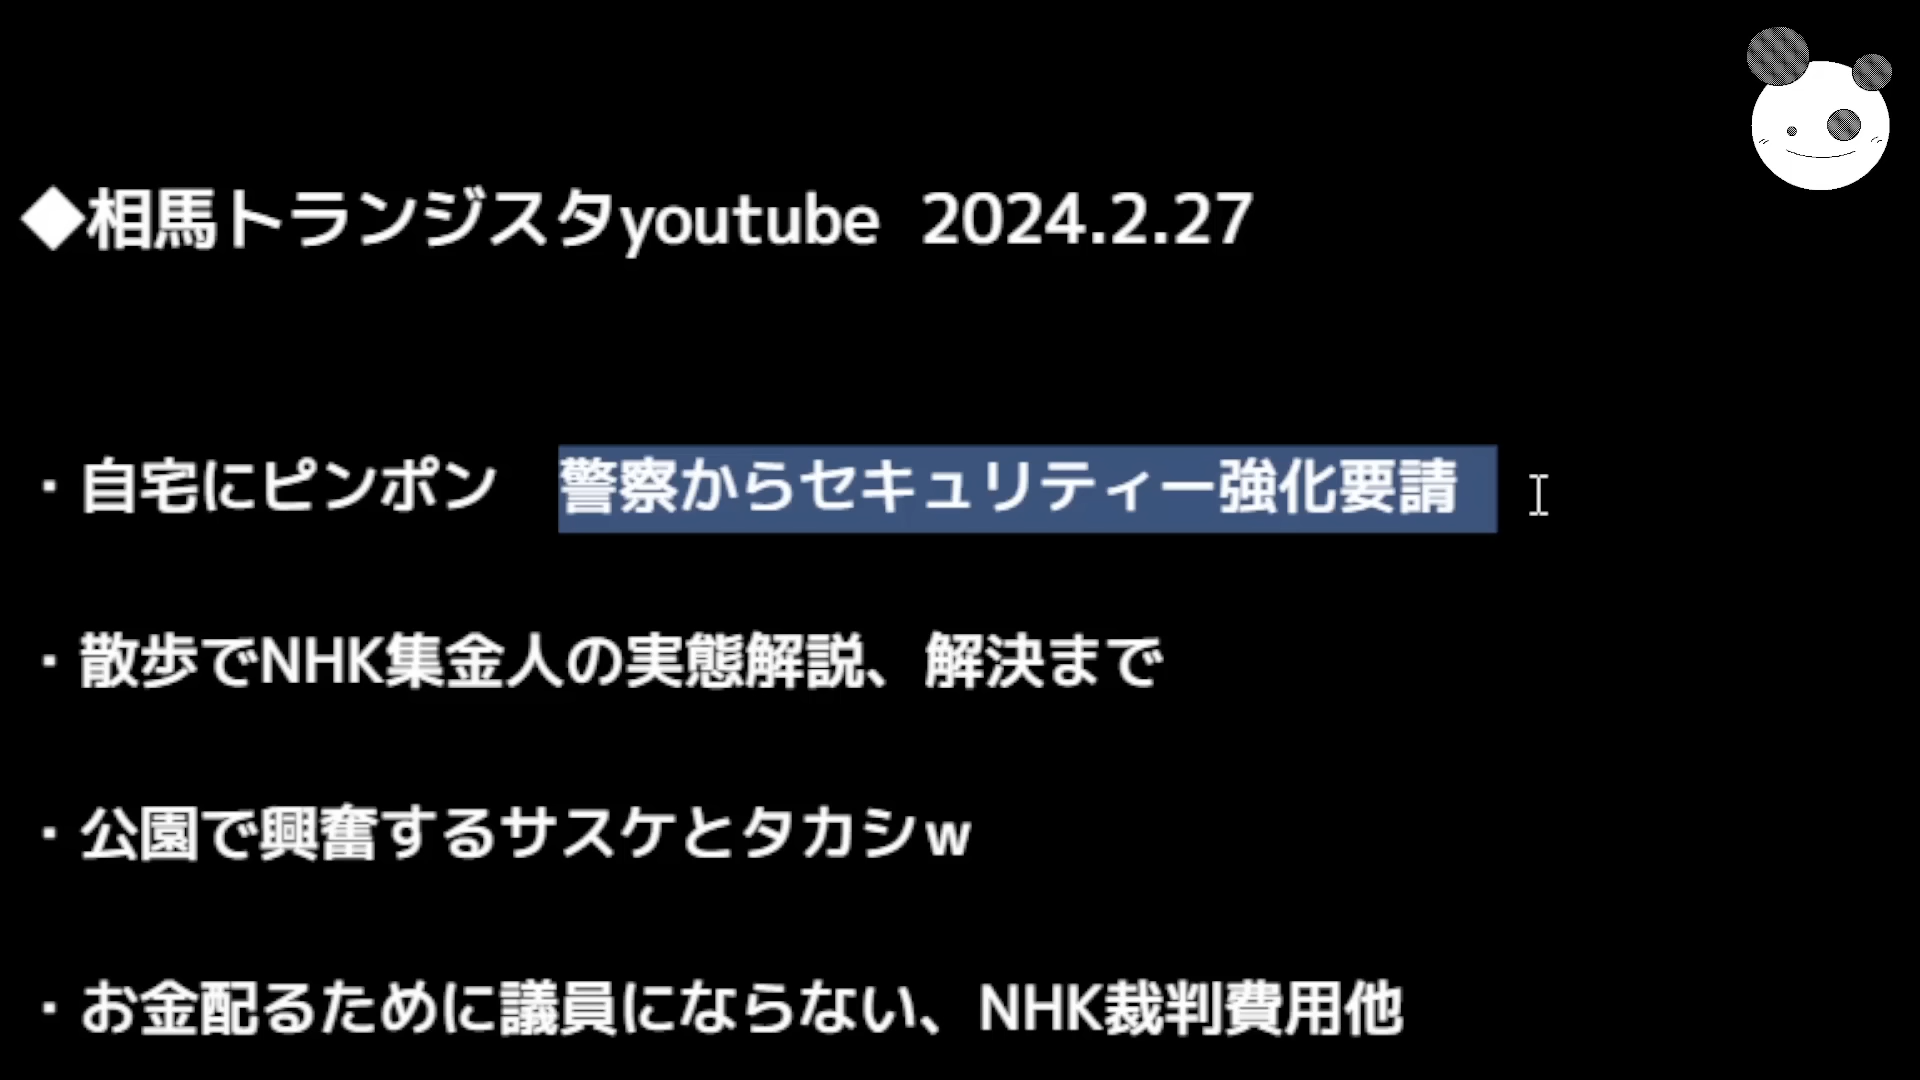 ◆相馬トランジスタyoutube 2024.2.27
・自宅にピンポン　警察からセキュリティー強化要請
・散歩でNHK集金人の実態解説、解決まで
・公園で興奮するサスケとタカシｗ
・お金配るために議員にならない、NHK裁判費用他